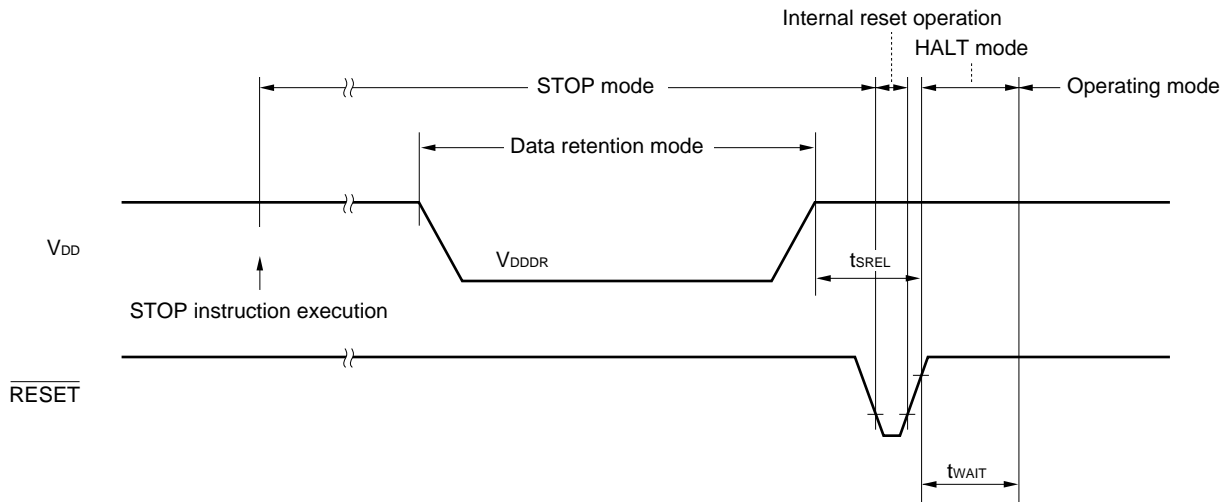 Internal reset operation
HALT mode
STOP mode
Operating mode
Data retention mode
VDD
VDDDR
tSREL
STOP instruction execution
RESET
tWAIT